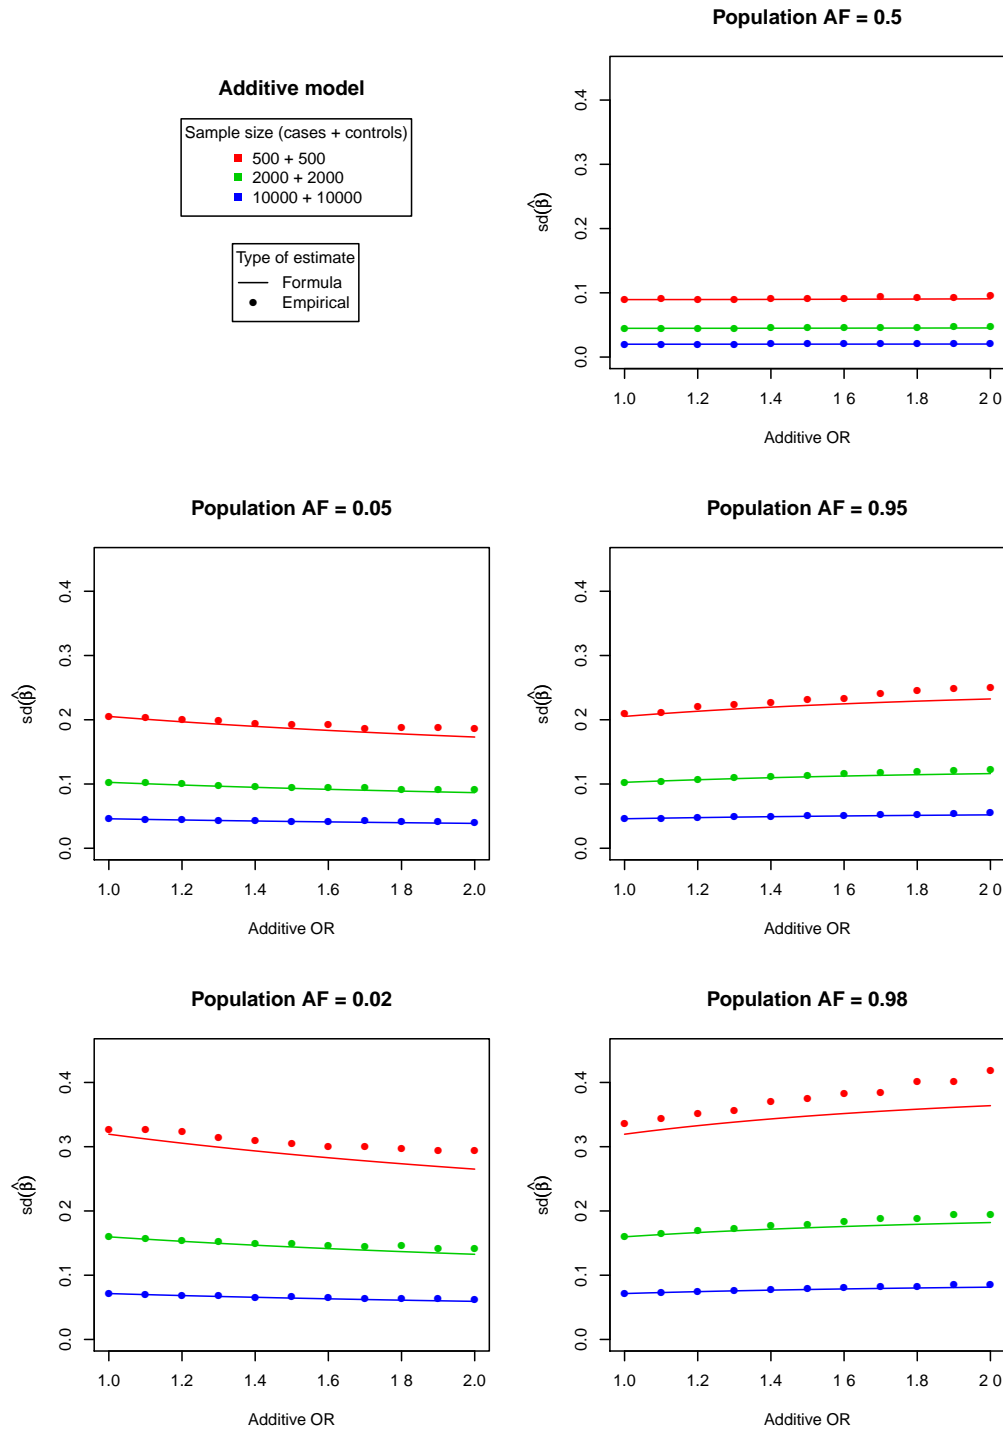 Additive model
Sample size (cases + controls)
500 + 500
2000 + 2000
10000 + 10000
Type of estimate
Formula
Empirical
Population AF = 0.5
sd(β̂)
0.0 0.1 0.2 0.3 0.4
1.0 1.2 1.4 1 6 1.8 2 0
Additive OR
Population AF = 0.05
sd(β̂)
0.0 0.1 0.2 0.3 0.4
1.0 1.2 1.4 1.6 1.8 2.0
Additive OR
Population AF = 0.95
sd(β̂)
0.0 0.1 0.2 0.3 0.4
1.0 1.2 1.4 1 6 1.8 2 0
Additive OR
Population AF = 0.02
sd(β̂)
0.0 0.1 0.2 0.3 0.4
1.0 1.2 1.4 1.6 1 8 2.0
Additive OR
Population AF = 0.98
sd(β̂)
0.0 0.1 0.2 0.3 0.4
1.0 1.2 1.4 1 6 1.8 2 0
Additive OR